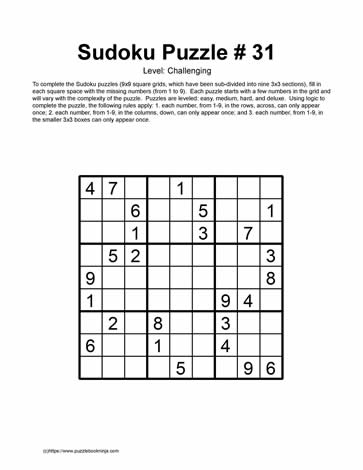 Sudoku Puzzle # 31
Level: Challenging
To complete the Sudoku puzzles (9x9 square grids, which have been sub-divided into nine 3x3 sections), fill in
each square space with the missing numbers (from 1 to 9). Each puzzle starts with a few numbers in the grid and
will vary with the complexity of the puzzle. Puzzles are leveled: easy, medium, hard, and deluxe. Using logic to
complete the puzzle, the following rules apply: 1. each number, from 1-9, in the rows, across, can only appear
once; 2. each number, from 1-9, in the columns, down, can only appear once; and 3. each number, from 1-9, in
the smaller 3x3 boxes can only appear once.
4 7 1
6 5 1
1 3 7
5 2 3
9 8
1 9 4
2 8 3
6 1 4
5 9 6
(c)https://www.puzzlebookninja.com